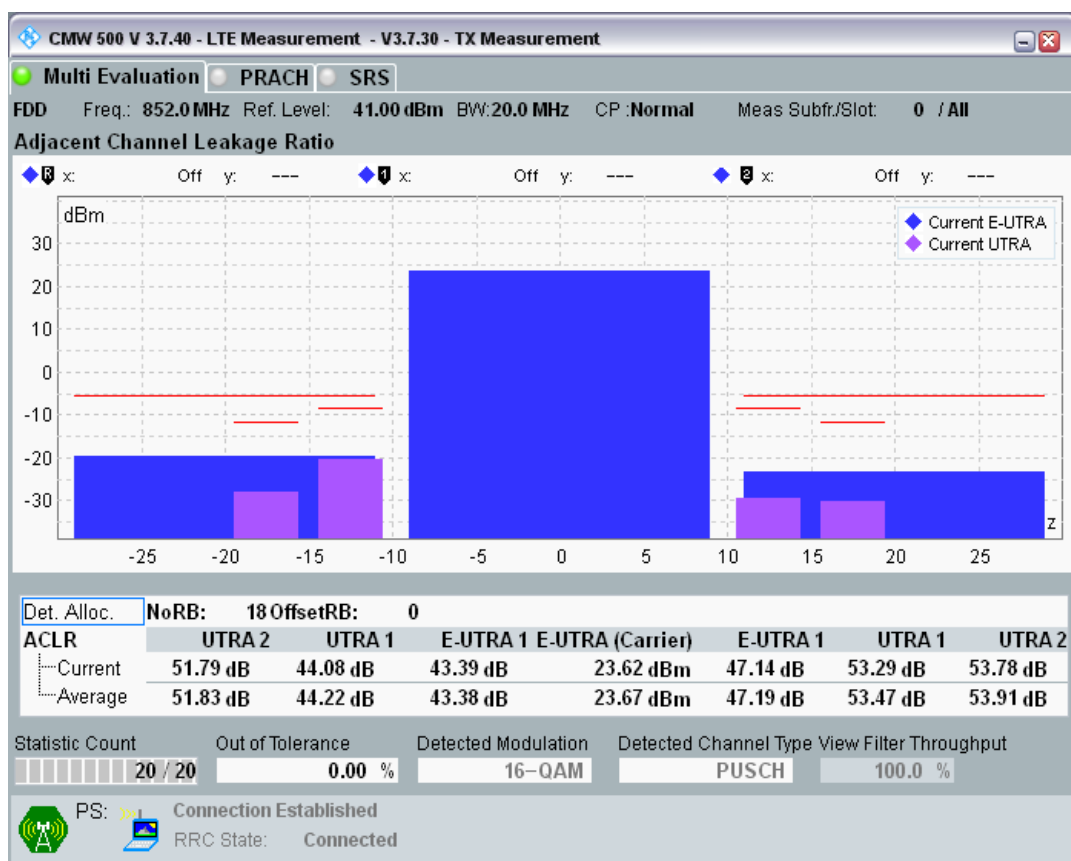 CMW 500 V 3.7.40 - LTE Measurement - V3.7.30 - TX Measurement
Multi Evaluation PRACH SRS
FDD Freq.: 852.0 MHz Ref. Level: 41.00 dBm BW:20.0 MHz CP :Normal Meas Subfr./Slot: 0 / All
Adjacent Channel Leakage Ratio
R x: Off y: --- 1 x: Off y: --- 2 x: Off y: ---
dBm
Current E-UTRA
Current UTRA
30
20
10
0
-10
-20
-30
z
-25 -20 -15 -10 -5 0 5 10 15 20 25
Det. Alloc. NoRB: 18 OffsetRB: 0
ACLR UTRA 2 UTRA 1 E-UTRA 1 E-UTRA (Carrier) E-UTRA 1 UTRA 1 UTRA 2
Current 51.79 dB 44.08 dB 43.39 dB 23.62 dBm 47.14 dB 53.29 dB 53.78 dB
Average 51.83 dB 44.22 dB 43.38 dB 23.67 dBm 47.19 dB 53.47 dB 53.91 dB
Statistic Count Out of Tolerance Detected Modulation Detected Channel Type View Filter Throughput
20 / 20 0.00 % 16-QAM PUSCH 100.0 %
PS: Connection Established
RRC State: Connected